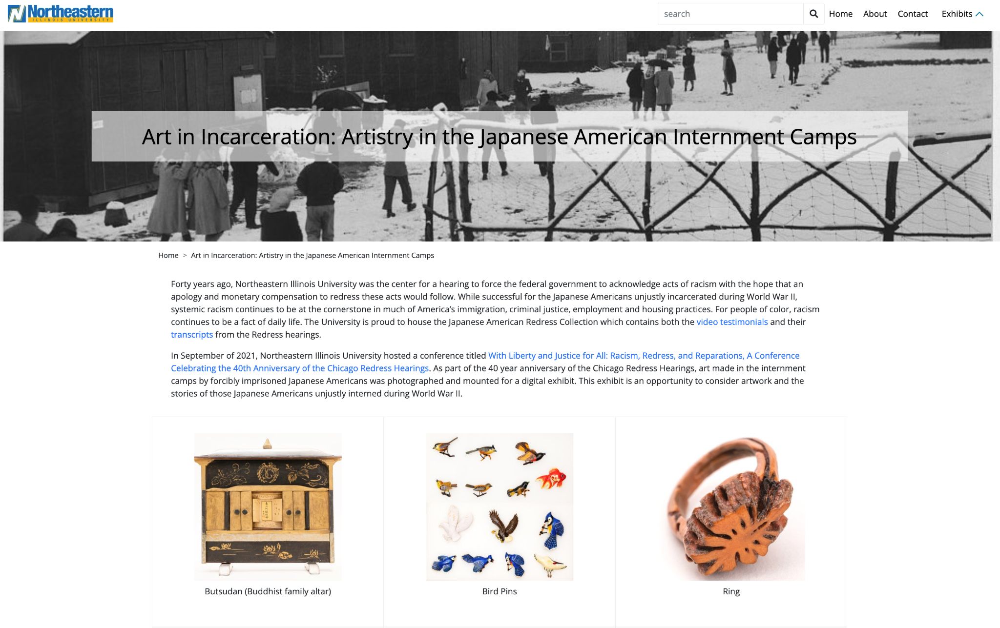 Northeastern
ILLINOIS UNIVERSITY
search
Home
About
Contact
Exhibits
Art in Incarceration: Artistry in the Japanese American Internment Camps
Home > Art in Incarceration: Artistry in the Japanese American Internment Camps
Forty years ago, Northeastern Illinois University was the center for a hearing to force the federal government to acknowledge acts of racism with the hope that an
apology and monetary compensation to redress these acts would follow. While successful for the Japanese Americans unjustly incarcerated during World War II,
systemic racism continues to be at the cornerstone in much of America's immigration, criminal justice, employment and housing practices. For people of color, racism
continues to be a fact of daily life. The University is proud to house the Japanese American Redress Collection which contains both the video testimonials and their
transcripts from the Redress hearings.
In September of 2021, Northeastern Illinois University hosted a conference titled With Liberty and Justice for All: Racism, Redress, and Reparations, A Conference
Celebrating the 40th Anniversary of the Chicago Redress Hearings. As part of the 40 year anniversary of the Chicago Redress Hearings, art made in the internment
camps by forcibly imprisoned Japanese Americans was photographed and mounted for a digital exhibit. This exhibit is an opportunity to consider artwork and the
stories of those Japanese Americans unjustly interned during World War II.
Butsudan (Buddhist family altar)
Bird Pins
Ring